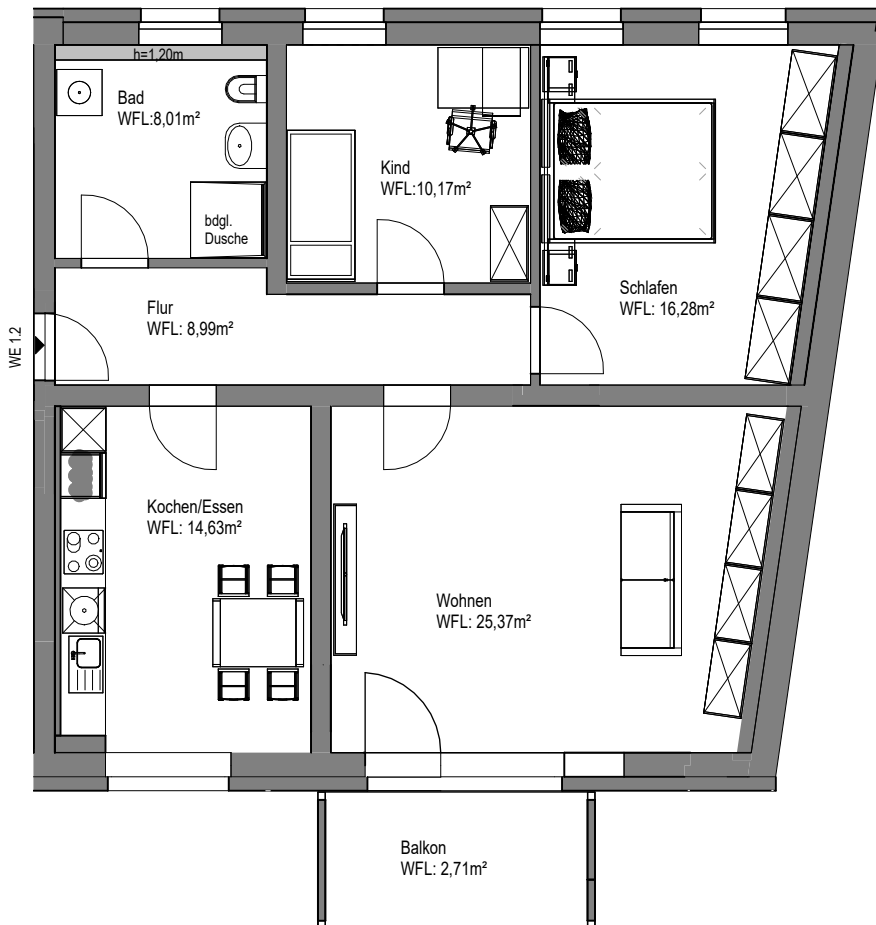 h=1,20m
Bad
WFL:8,01m²
Kind
WFL:10,17m²
bdgl.
Dusche
Schlafen
WFL: 16,28m²
Flur
WFL: 8,99m²
WE 1.2
Kochen/Essen
WFL: 14,63m²
Wohnen
WFL: 25,37m²
Balkon
WFL: 2,71m²